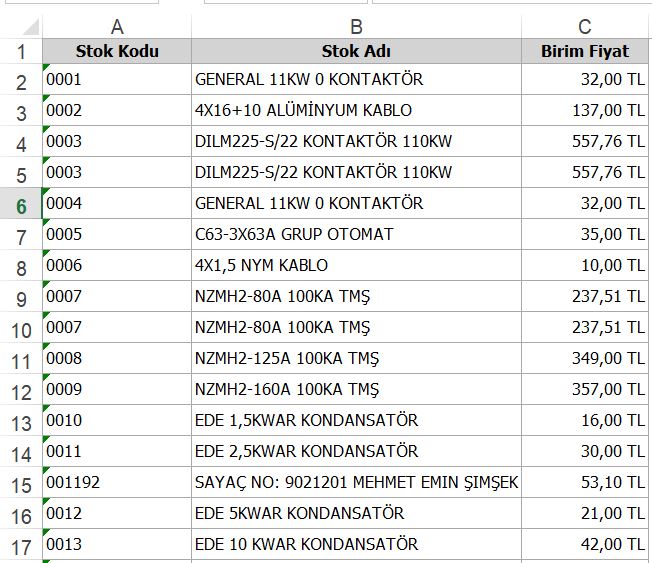 A B C
1 Stok Kodu Stok Adı Birim Fiyat
2 0001 GENERAL 11KW 0 KONTAKTÖR 32,00 TL
3 0002 4X16+10 ALÜMİNYUM KABLO 137,00 TL
4 0003 DILM225-S/22 KONTAKTÖR 110KW 557,76 TL
5 0003 DILM225-S/22 KONTAKTÖR 110KW 557,76 TL
6 0004 GENERAL 11KW 0 KONTAKTÖR 32,00 TL
7 0005 C63-3X63A GRUP OTOMAT 35,00 TL
8 0006 4X1,5 NYM KABLO 10,00 TL
9 0007 NZMH2-80A 100KA TMŞ 237,51 TL
10 0007 NZMH2-80A 100KA TMŞ 237,51 TL
11 0008 NZMH2-125A 100KA TMŞ 349,00 TL
12 0009 NZMH2-160A 100KA TMŞ 357,00 TL
13 0010 EDE 1,5KWAR KONDANSATÖR 16,00 TL
14 0011 EDE 2,5KWAR KONDANSATÖR 30,00 TL
15 001192 SAYAÇ NO: 9021201 MEHMET EMIN ŞIMŞEK 53,10 TL
16 0012 EDE 5KWAR KONDANSATÖR 21,00 TL
17 0013 EDE 10 KWAR KONDANSATÖR 42,00 TL